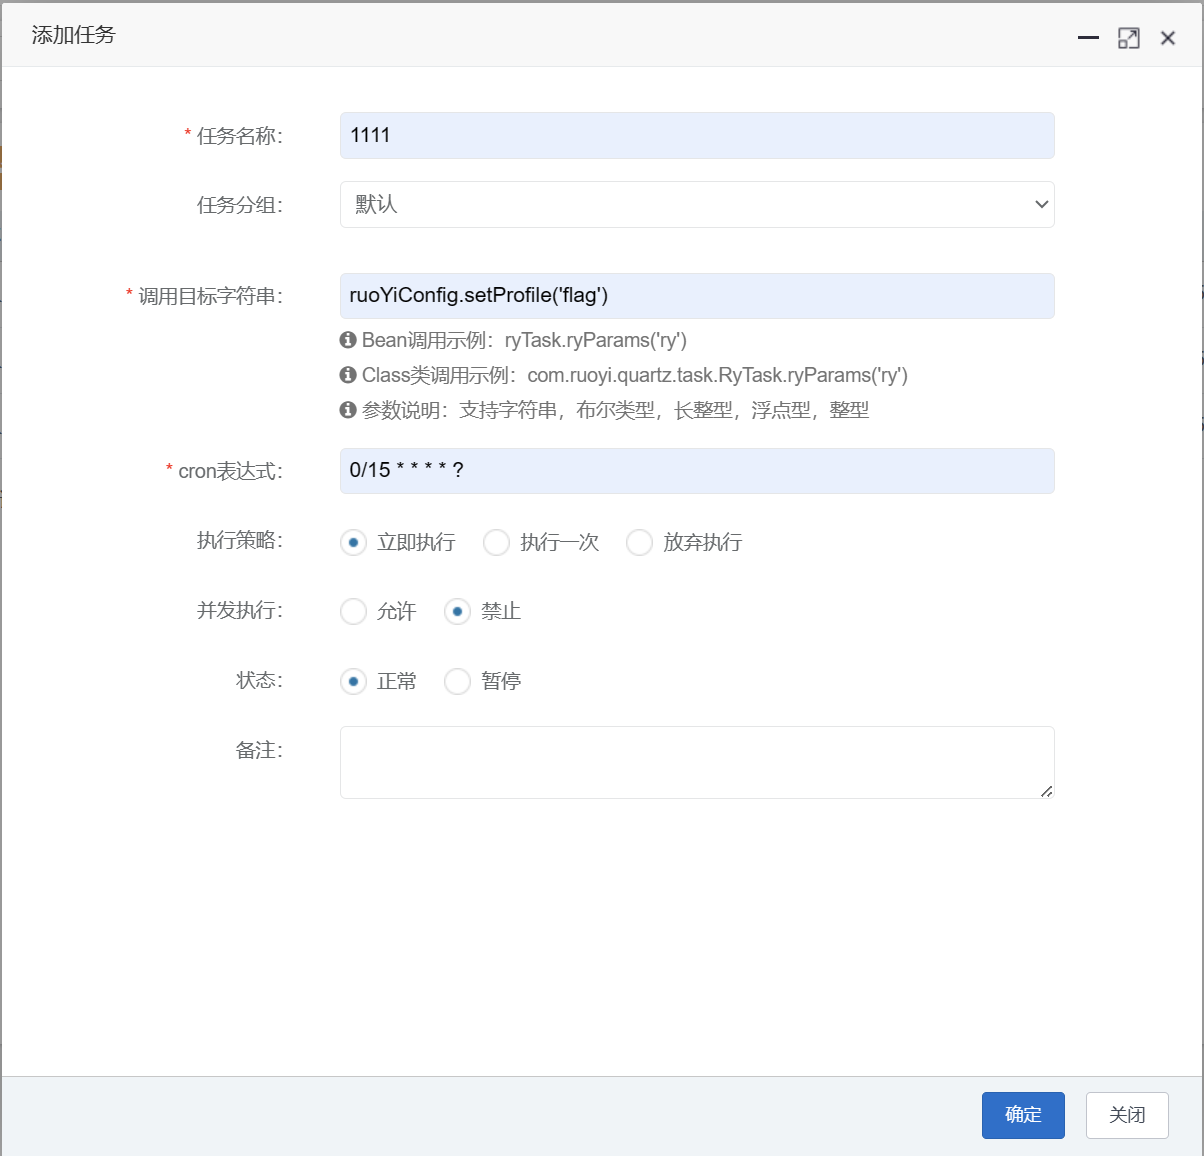 添加任务
* 任务名称： 1111
任务分组： 默认
* 调用目标字符串： ruoYiConfig.setProfile('flag')
Bean调用示例：ryTask.ryParams('ry')
Class类调用示例：com.ruoyi.quartz.task.RyTask.ryParams('ry')
参数说明：支持字符串，布尔类型，长整型，浮点型，整型
* cron表达式： 0/15 * * * * ?
执行策略： 立即执行 执行一次 放弃执行
并发执行： 允许 禁止
状态： 正常 暂停
备注：
确定 关闭